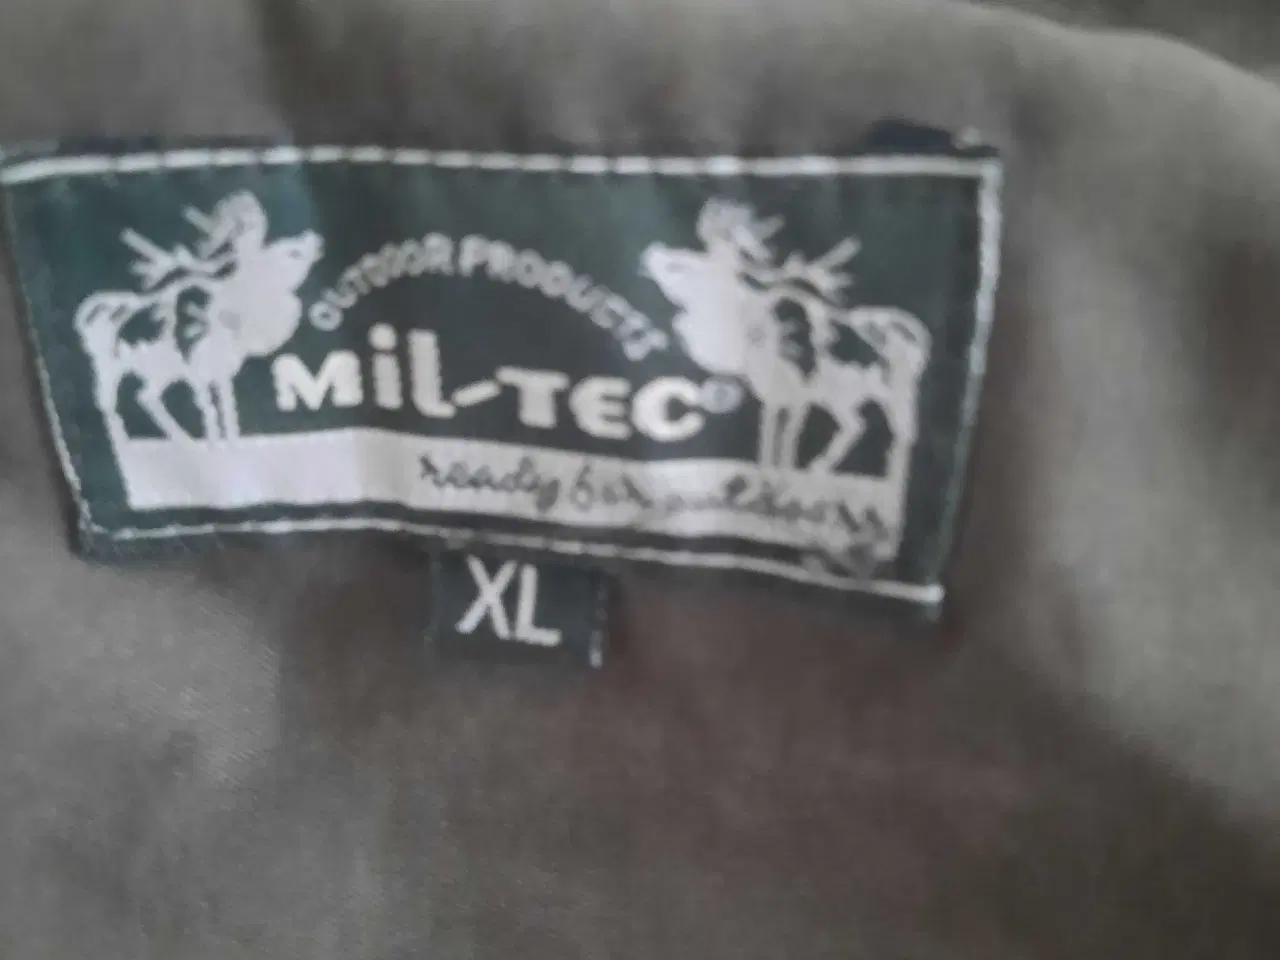 OUTDOOR PRODUCTS
MiL-TEC®
ready for outdoors
XL